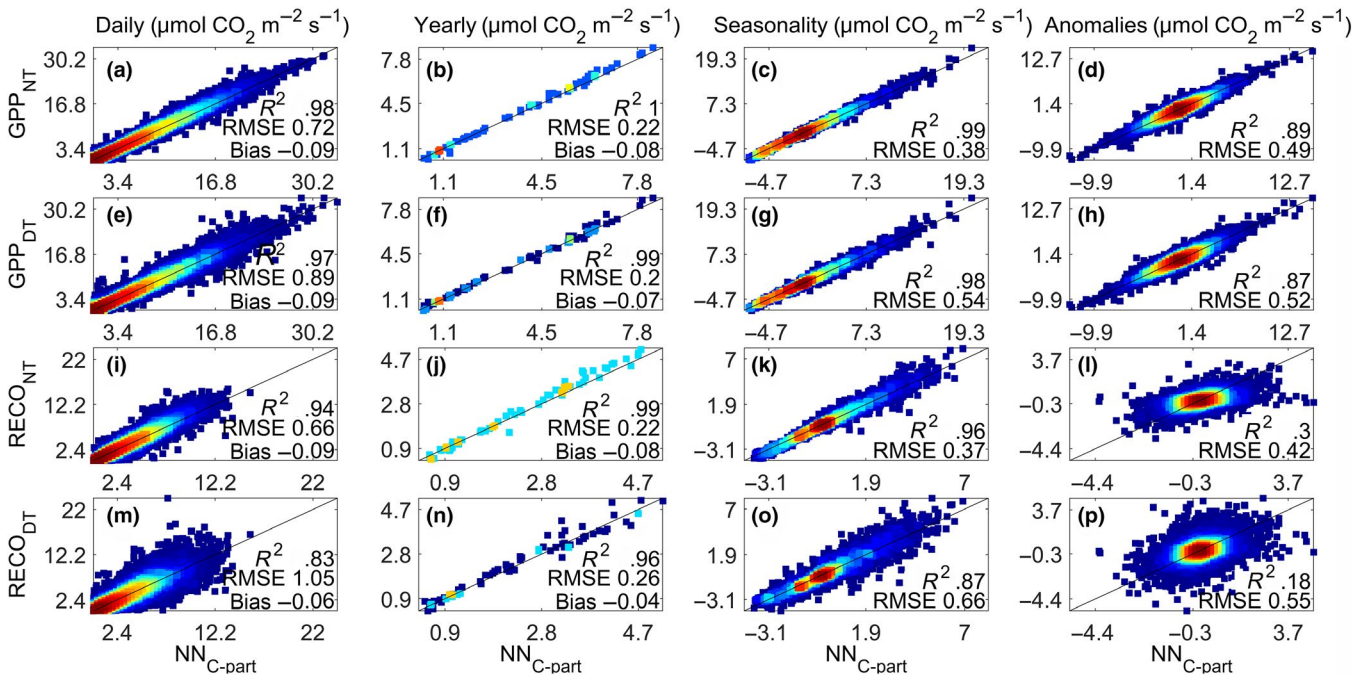 Daily (µmol CO2 m−2 s−1) Yearly (µmol CO2 m−2 s−1) Seasonality (µmol CO2 m−2 s−1) Anomalies (µmol CO2 m−2 s−1)
GPPNT
30.2
16.8
3.4
(a)
R2 .98
RMSE 0.72
Bias −0.09
3.4 16.8 30.2
7.8
4.5
1.1
(b)
R2 1
RMSE 0.22
Bias −0.08
1.1 4.5 7.8
19.3
7.3
−4.7
(c)
R2 .99
RMSE 0.38
−4.7 7.3 19.3
12.7
1.4
−9.9
(d)
R2 .89
RMSE 0.49
−9.9 1.4 12.7
GPPDT
30.2
16.8
3.4
(e)
R2 .97
RMSE 0.89
Bias −0.09
3.4 16.8 30.2
7.8
4.5
1.1
(f)
R2 .99
RMSE 0.2
Bias −0.07
1.1 4.5 7.8
19.3
7.3
−4.7
(g)
R2 .98
RMSE 0.54
−4.7 7.3 19.3
12.7
1.4
−9.9
(h)
R2 .87
RMSE 0.52
−9.9 1.4 12.7
RECONT
22
12.2
2.4
(i)
R2 .94
RMSE 0.66
Bias −0.09
2.4 12.2 22
4.7
2.8
0.9
(j)
R2 .99
RMSE 0.22
Bias −0.08
0.9 2.8 4.7
7
1.9
−3.1
(k)
R2 .96
RMSE 0.37
−3.1 1.9 7
3.7
−0.3
−4.4
(l)
R2 .3
RMSE 0.42
−4.4 −0.3 3.7
RECODT
22
12.2
2.4
(m)
R2 .83
RMSE 1.05
Bias −0.06
2.4 12.2 22
NNC-part
4.7
2.8
0.9
(n)
R2 .96
RMSE 0.26
Bias −0.04
0.9 2.8 4.7
NNC-part
7
1.9
−3.1
(o)
R2 .87
RMSE 0.66
−3.1 1.9 7
NNC-part
3.7
−0.3
−4.4
(p)
R2 .18
RMSE 0.55
−4.4 −0.3 3.7
NNC-part